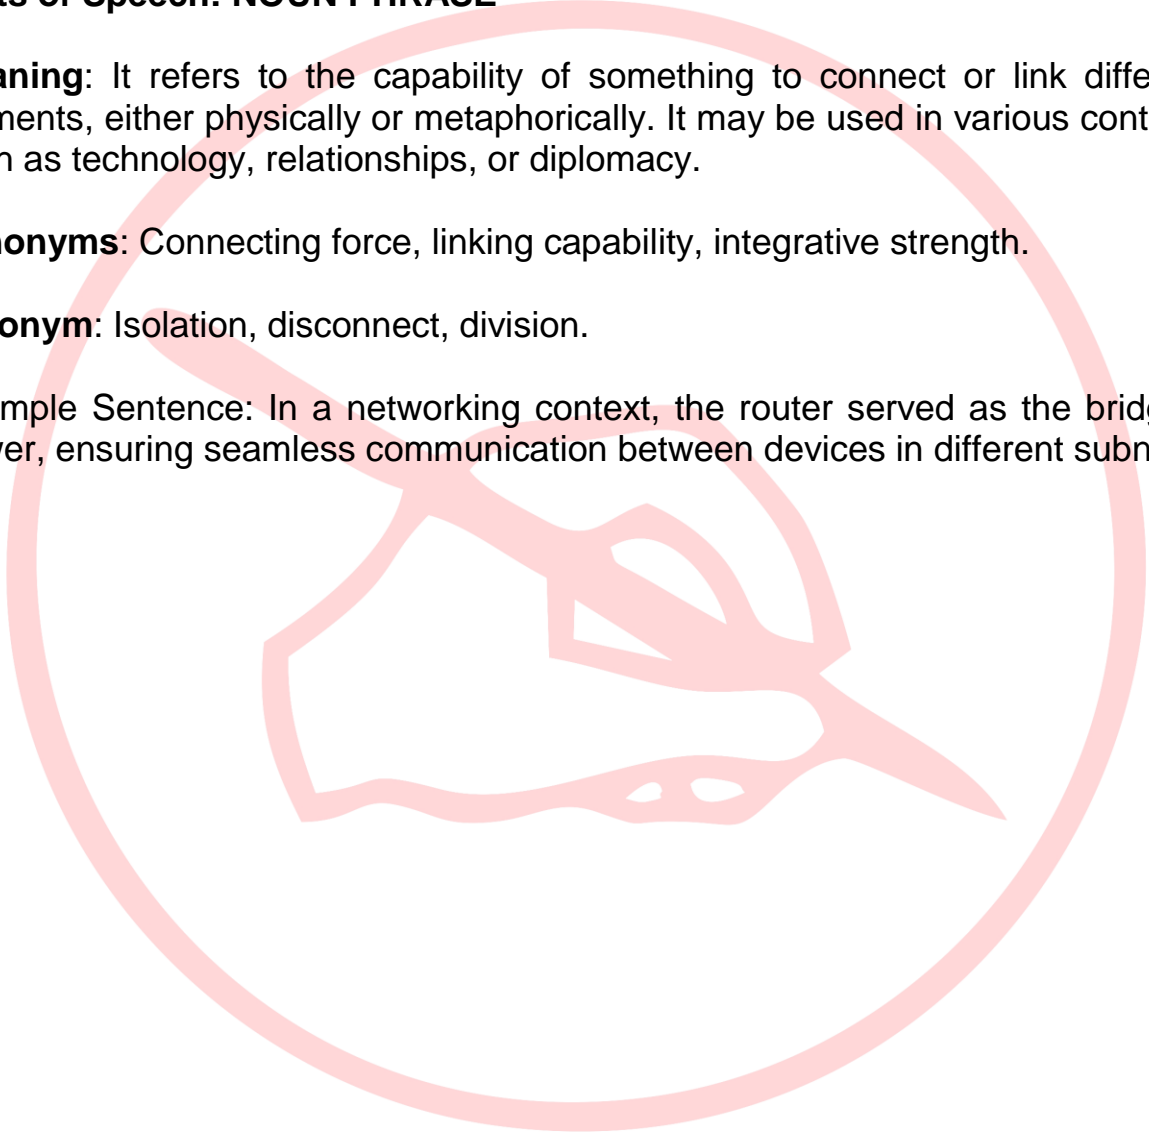 ts of Speech: NOUN PHRASE
aning: It refers to the capability of something to connect or link diffe
ments, either physically or metaphorically. It may be used in various cont
h as technology, relationships, or diplomacy.
nonyms: Connecting force, linking capability, integrative strength.
onym: Isolation, disconnect, division.
mple Sentence: In a networking context, the router served as the bridg
ver, ensuring seamless communication between devices in different subn